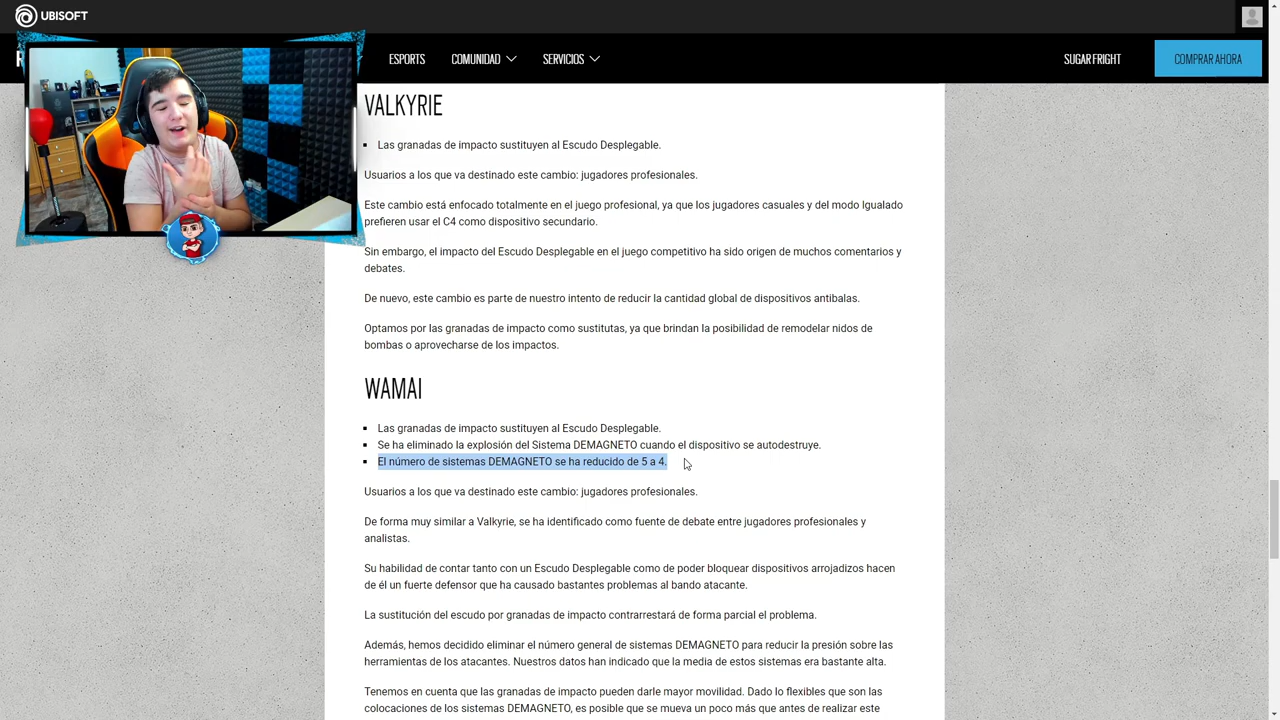 UBISOFT
R
ESPORTS
COMUNIDAD
SERVICIOS
SUGAR FRIGHT
COMPRAR AHORA
VALKYRIE
Las granadas de impacto sustituyen al Escudo Desplegable.
Usuarios a los que va destinado este cambio: jugadores profesionales.
Este cambio está enfocado totalmente en el juego profesional, ya que los jugadores casuales y del modo Igualado
prefieren usar el C4 como dispositivo secundario.
Sin embargo, el impacto del Escudo Desplegable en el juego competitivo ha sido origen de muchos comentarios y
debates.
De nuevo, este cambio es parte de nuestro intento de reducir la cantidad global de dispositivos antibalas.
Optamos por las granadas de impacto como sustitutas, ya que brindan la posibilidad de remodelar nidos de
bombas o aprovecharse de los impactos.
WAMAI
Las granadas de impacto sustituyen al Escudo Desplegable.
Se ha eliminado la explosión del Sistema DEMAGNETO cuando el dispositivo se autodestruye.
El número de sistemas DEMAGNETO se ha reducido de 5 a 4.
Usuarios a los que va destinado este cambio: jugadores profesionales.
De forma muy similar a Valkyrie, se ha identificado como fuente de debate entre jugadores profesionales y
analistas.
Su habilidad de contar tanto con un Escudo Desplegable como de poder bloquear dispositivos arrojadizos hacen
de él un fuerte defensor que ha causado bastantes problemas al bando atacante.
La sustitución del escudo por granadas de impacto contrarrestará de forma parcial el problema.
Además, hemos decidido eliminar el número general de sistemas DEMAGNETO para reducir la presión sobre las
herramientas de los atacantes. Nuestros datos han indicado que la media de estos sistemas era bastante alta.
Tenemos en cuenta que las granadas de impacto pueden darle mayor movilidad. Dado lo flexibles que son las
colocaciones de los sistemas DEMAGNETO, es posible que se mueva un poco más que antes de realizar este